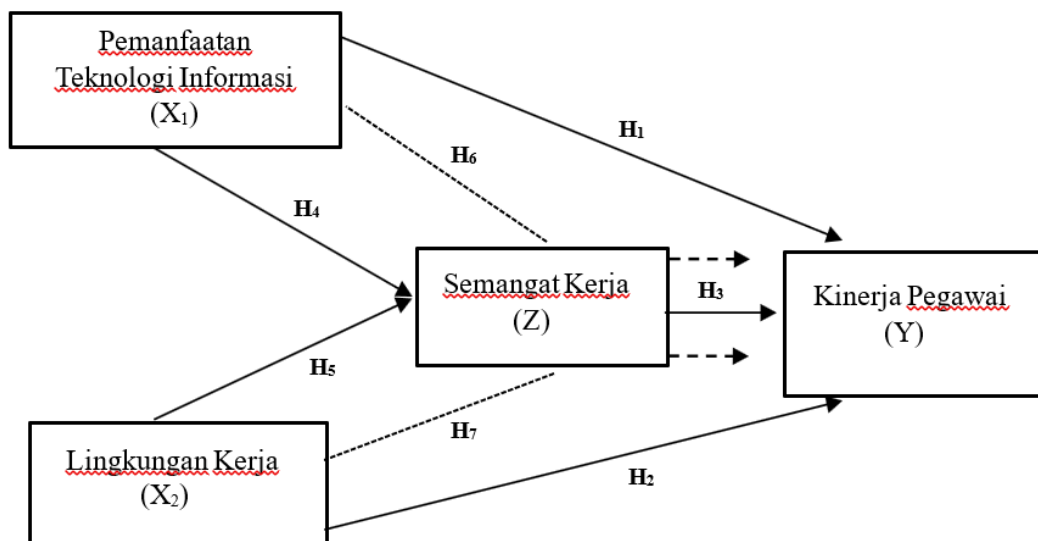 Pemanfaatan
Teknologi Informasi
(X₁)
H₁
H₆
H₄
Semangat Kerja
(Z)
H₃
Kinerja Pegawai
(Y)
H₅
H₇
Lingkungan Kerja
(X₂)
H₂